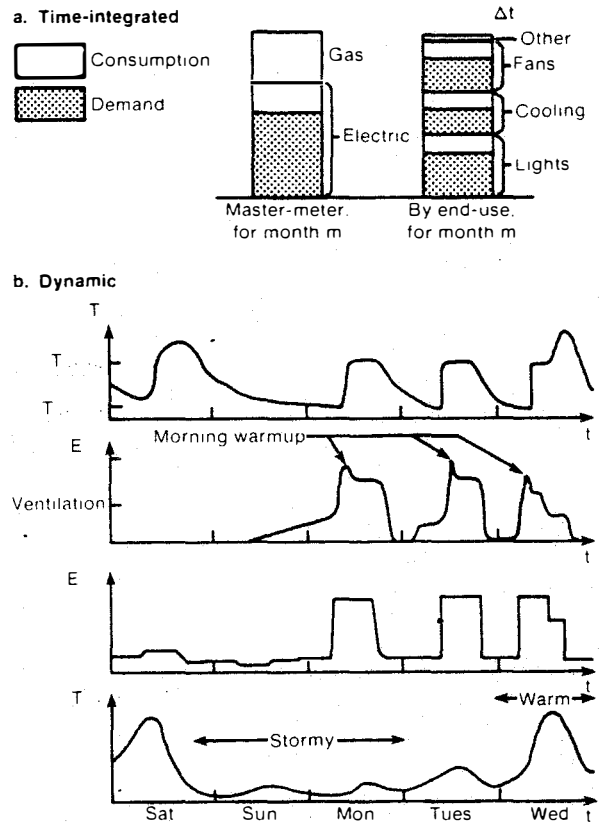 a. Time-integrated
Consumption
Demand
Gas
Electric
Master-meter,
for month m
Δt
Other
Fans
Cooling
Lights
By end-use,
for month m
b. Dynamic
T
T
T
t
E
Morning warmup
Ventilation
t
E
t
T
Warm
Stormy
Sat Sun Mon Tues Wed t